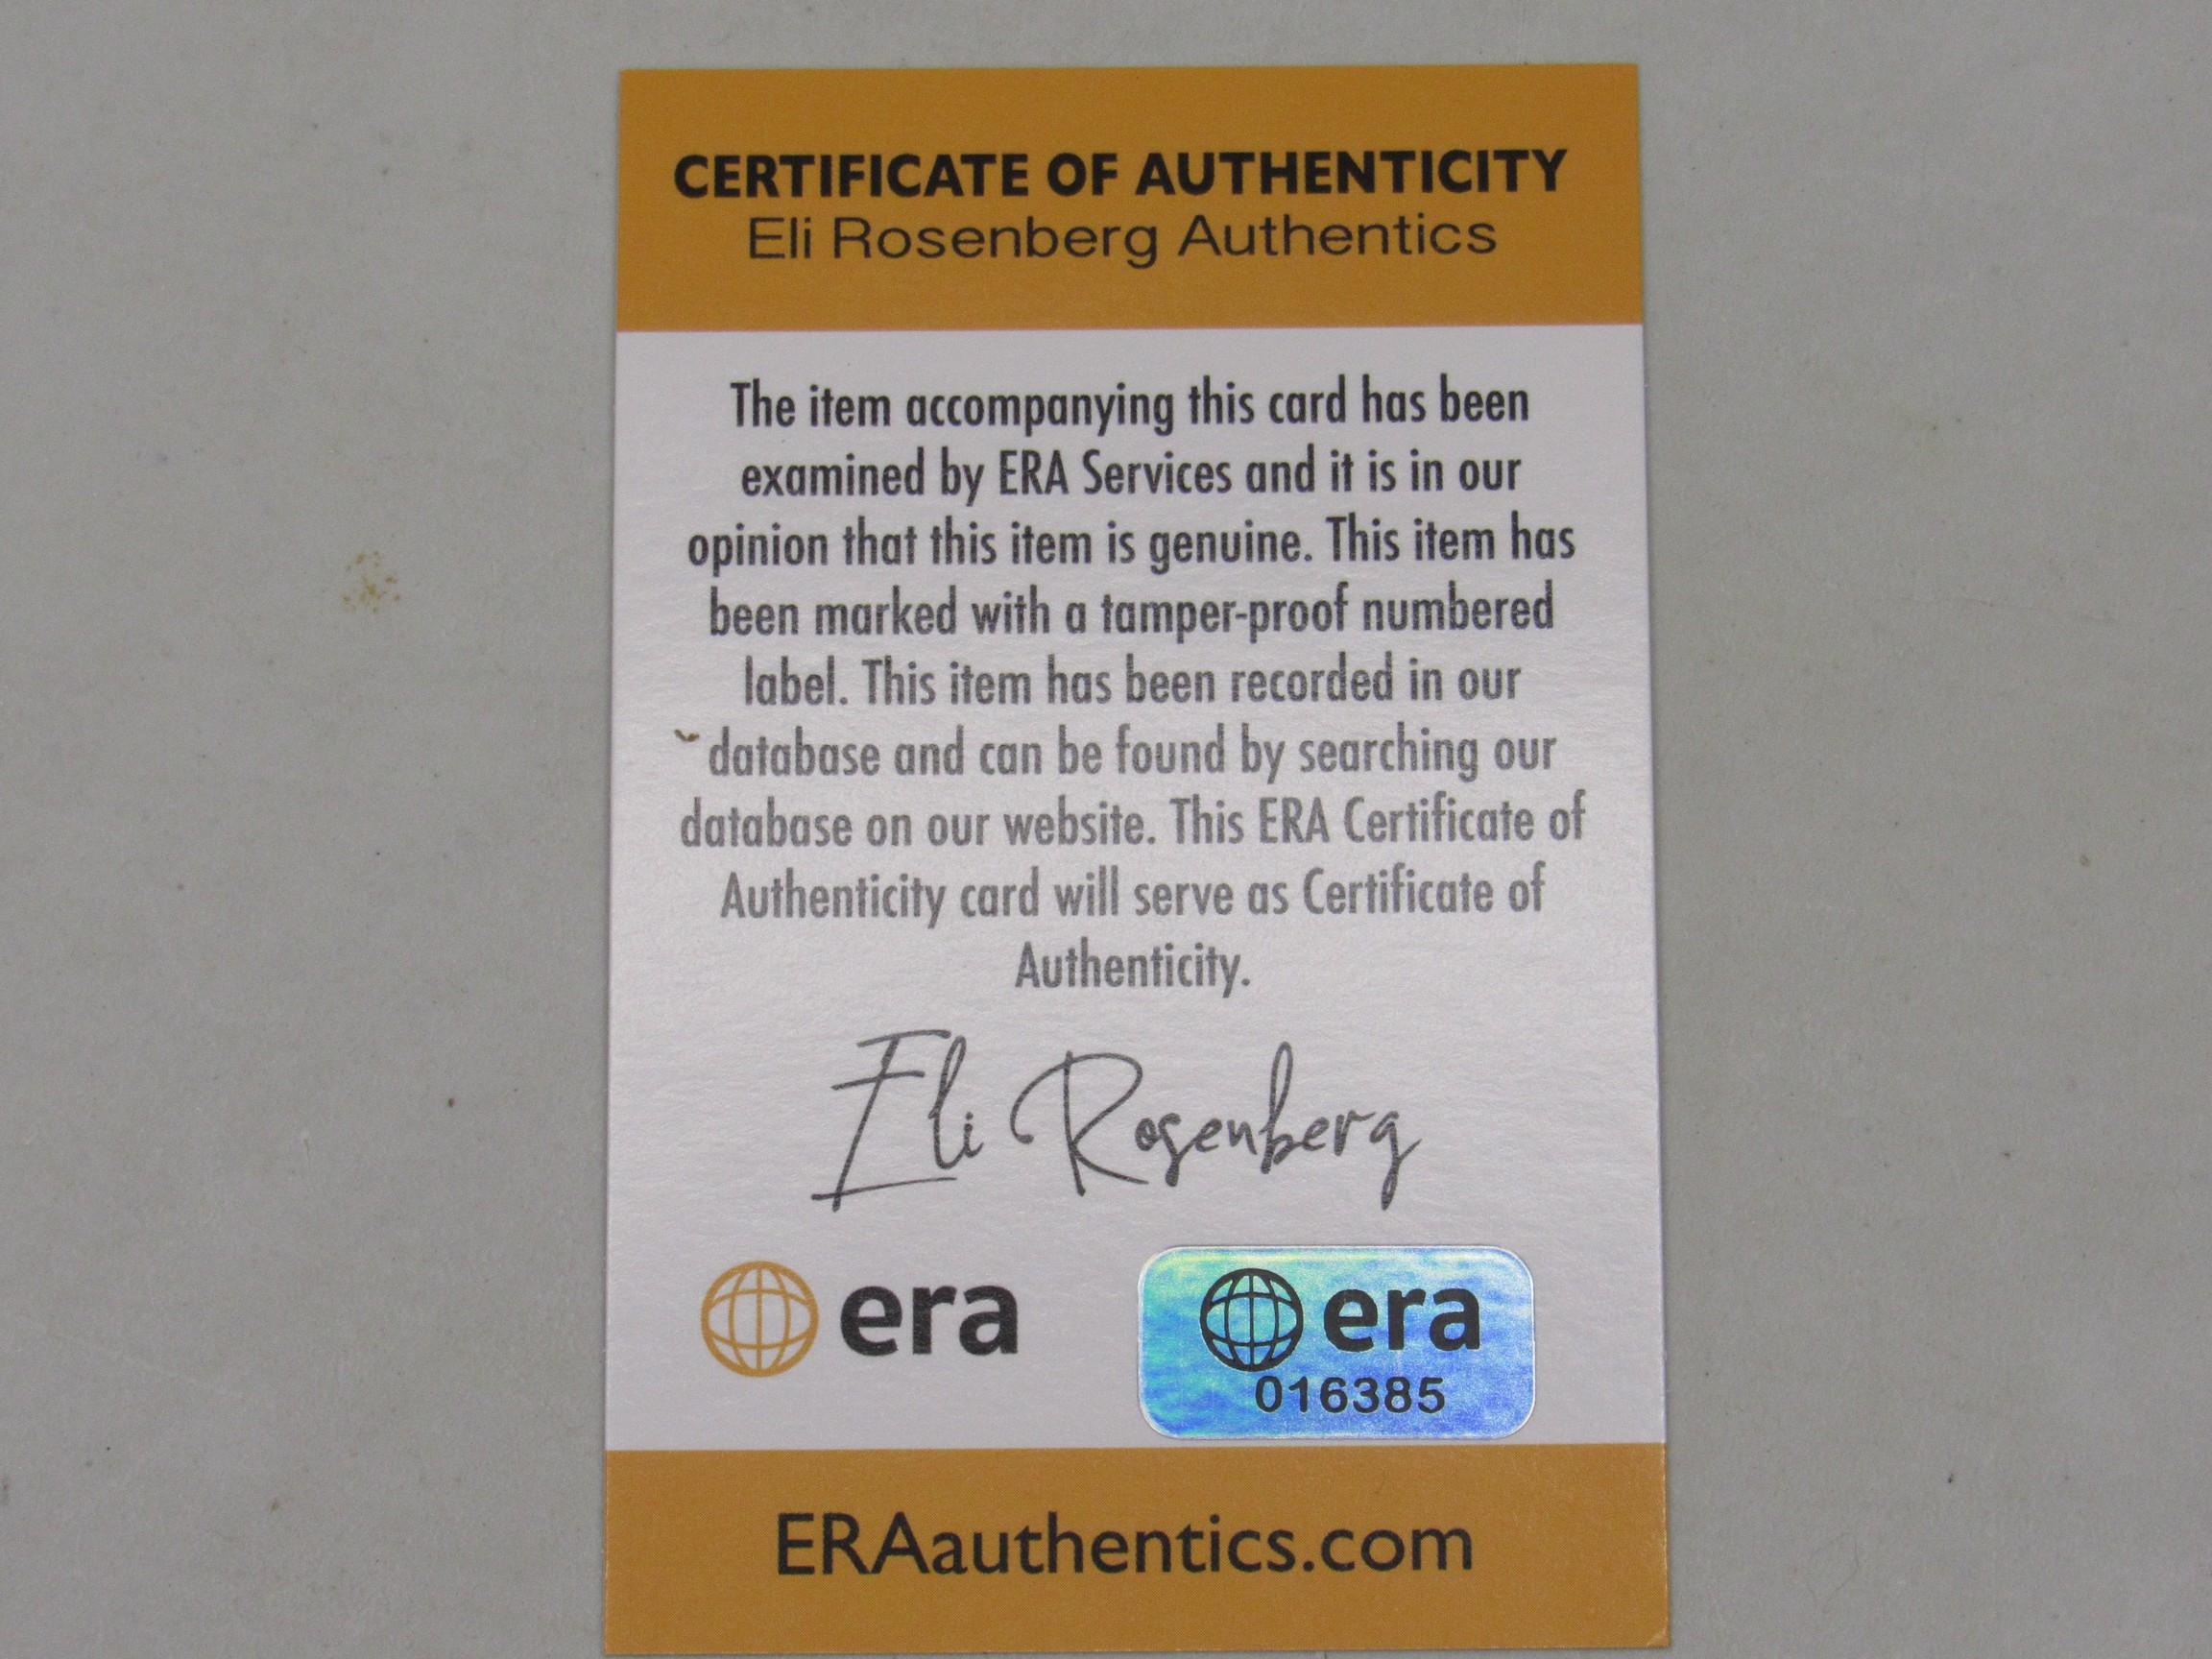 CERTIFICATE OF AUTHENTICITY
Eli Rosenberg Authentics
The item accompanying this card has been
examined by ERA Services and it is in our
opinion that this item is genuine. This item has
been marked with a tamper-proof numbered
label. This item has been recorded in our
database and can be found by searching our
database on our website. This ERA Certificate of
Authenticity card will serve as Certificate of
Authenticity.
Eli Rosenberg
era
era
016385
ERAauthentics.com